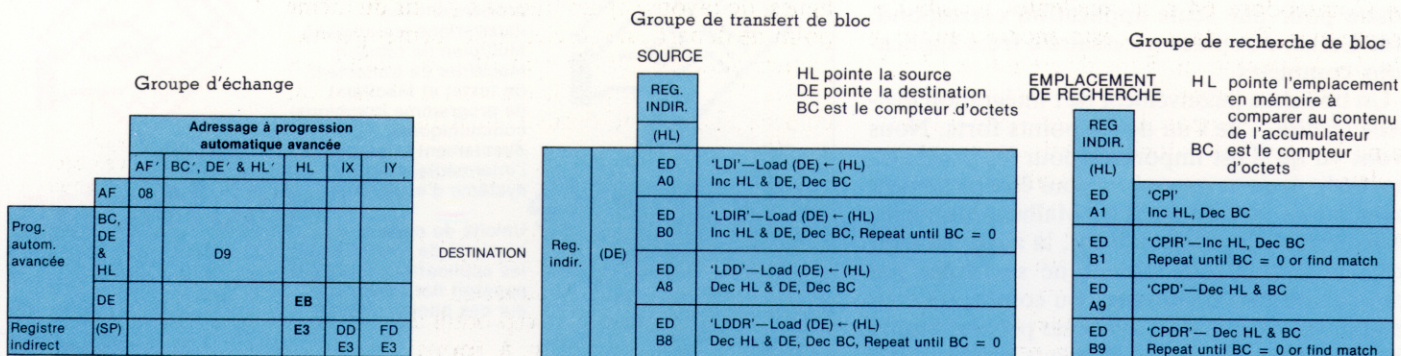 Groupe d'échange
Adressage à progression
automatique avancée
AF' BC', DE' & HL' HL IX IY
AF 08
Prog.
autom.
avancée
BC,
DE
&
HL
D9
DE EB
Registre
indirect
(SP) E3 DD FD
E3 E3
Groupe de transfert de bloc
SOURCE
REG.
INDIR.
(HL)
HL pointe la source
DE pointe la destination
BC est le compteur d'octets
DESTINATION
Reg.
indir.
(DE)
ED 'LDI'—Load (DE) ← (HL)
A0 Inc HL & DE, Dec BC
ED 'LDIR'—Load (DE) ← (HL)
B0 Inc HL & DE, Dec BC, Repeat until BC = 0
ED 'LDD'—Load (DE) ← (HL)
A8 Dec HL & DE, Dec BC
ED 'LDDR'—Load (DE) ← (HL)
B8 Dec HL & DE, Dec BC, Repeat until BC = 0
Groupe de recherche de bloc
EMPLACEMENT
DE RECHERCHE
REG
INDIR.
(HL)
HL pointe l'emplacement
en mémoire à
comparer au contenu
de l'accumulateur
BC est le compteur
d'octets
ED 'CPI'
A1 Inc HL, Dec BC
ED 'CPIR'—Inc HL, Dec BC
B1 Repeat until BC = 0 or find match
ED 'CPD'—Dec HL & BC
A9
ED 'CPDR'— Dec HL & BC
B9 Repeat until BC = 0 or find match